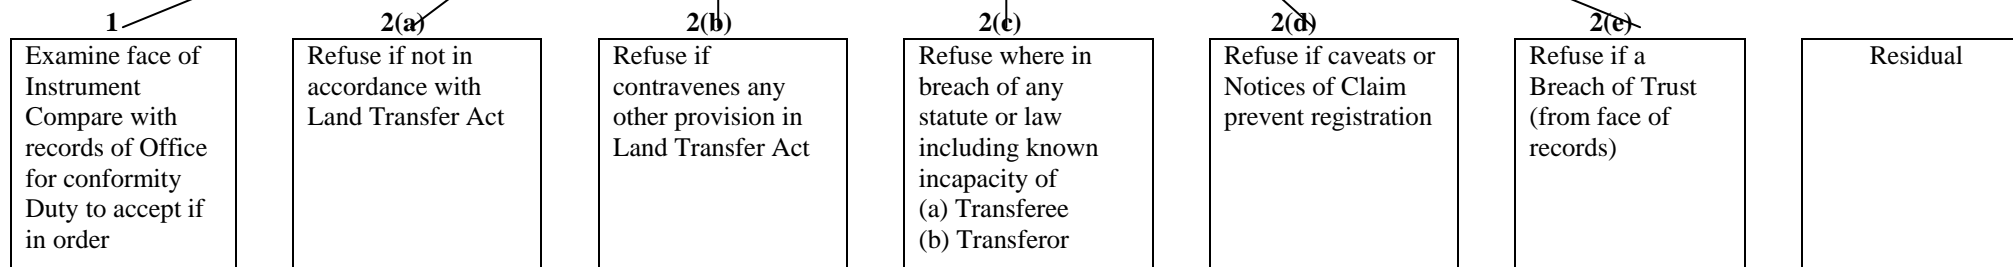 1
Examine face of
Instrument
Compare with
records of Office
for conformity
Duty to accept if
in order
2(a)
Refuse if not in
accordance with
Land Transfer Act
2(b)
Refuse if
contravenes any
other provision in
Land Transfer Act
2(c)
Refuse where in
breach of any
statute or law
including known
incapacity of
(a) Transferee
(b) Transferor
2(d)
Refuse if caveats or
Notices of Claim
prevent registration
2(e)
Refuse if a
Breach of Trust
(from face of
records)
Residual